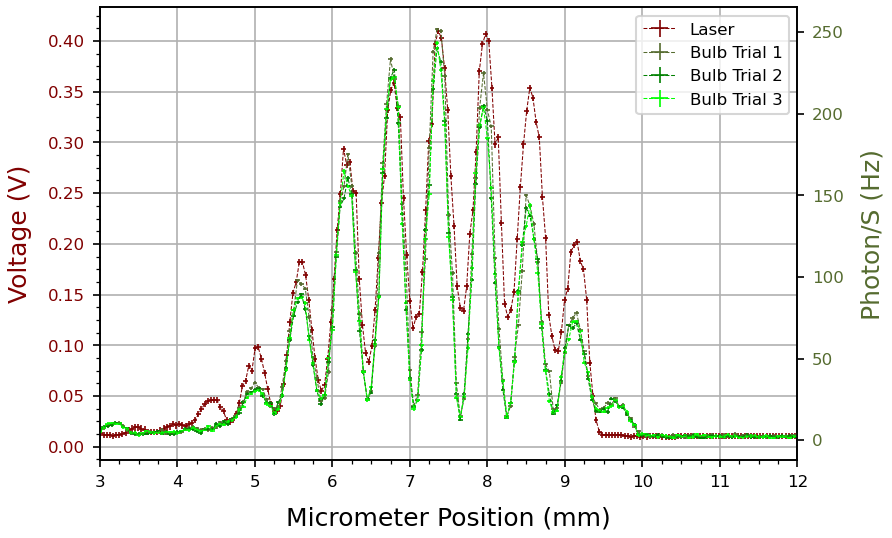 Laser
Bulb Trial 1
Bulb Trial 2
Bulb Trial 3
0.40
0.35
0.30
0.25
0.20
0.15
0.10
0.05
0.00
Voltage (V)
250
200
150
100
50
0
Photon/S (Hz)
3 4 5 6 7 8 9 10 11 12
Micrometer Position (mm)